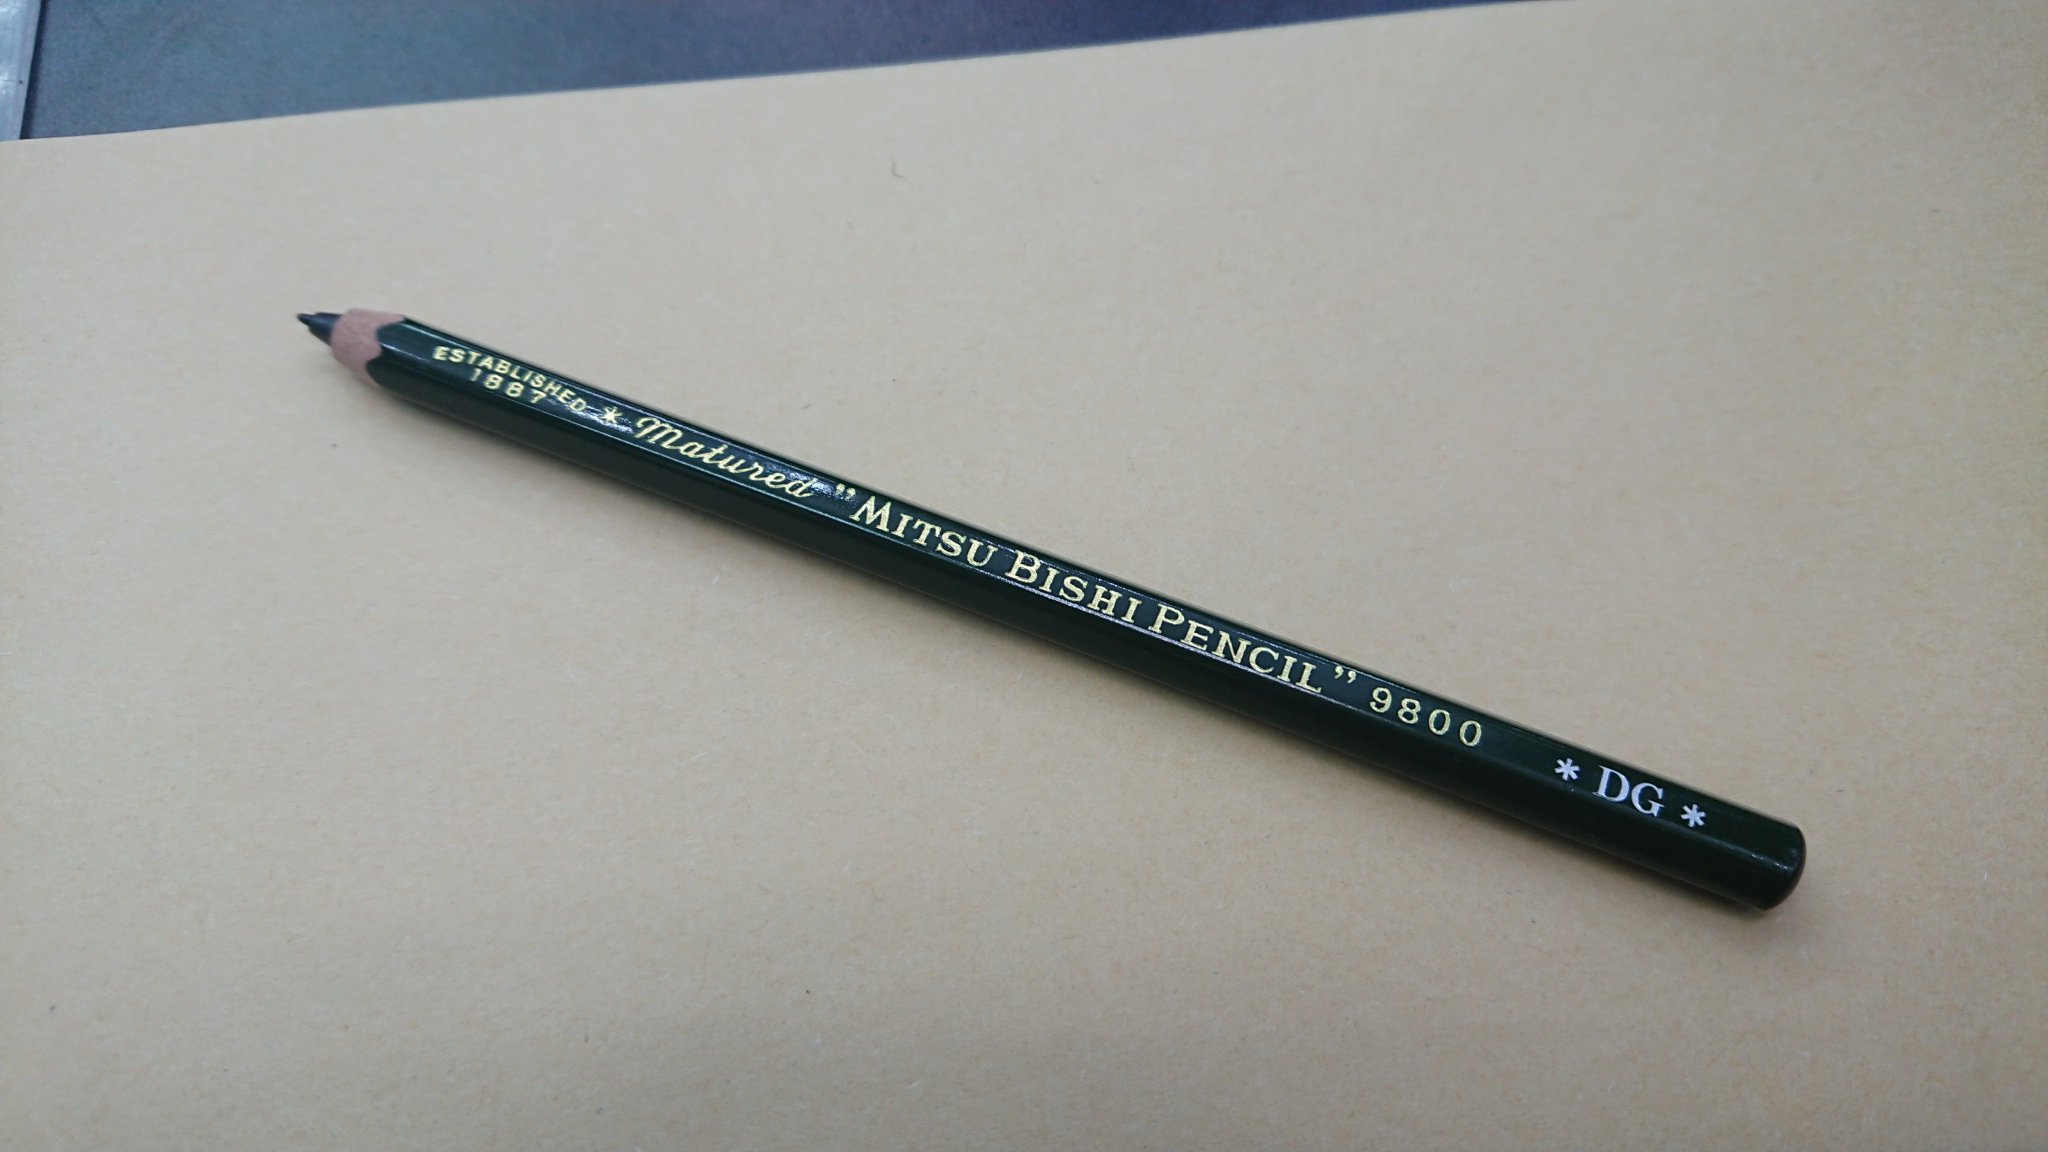 ESTABLISHED
1887
* Matured "MITSU BISHI PENCIL" 9800 * DG *